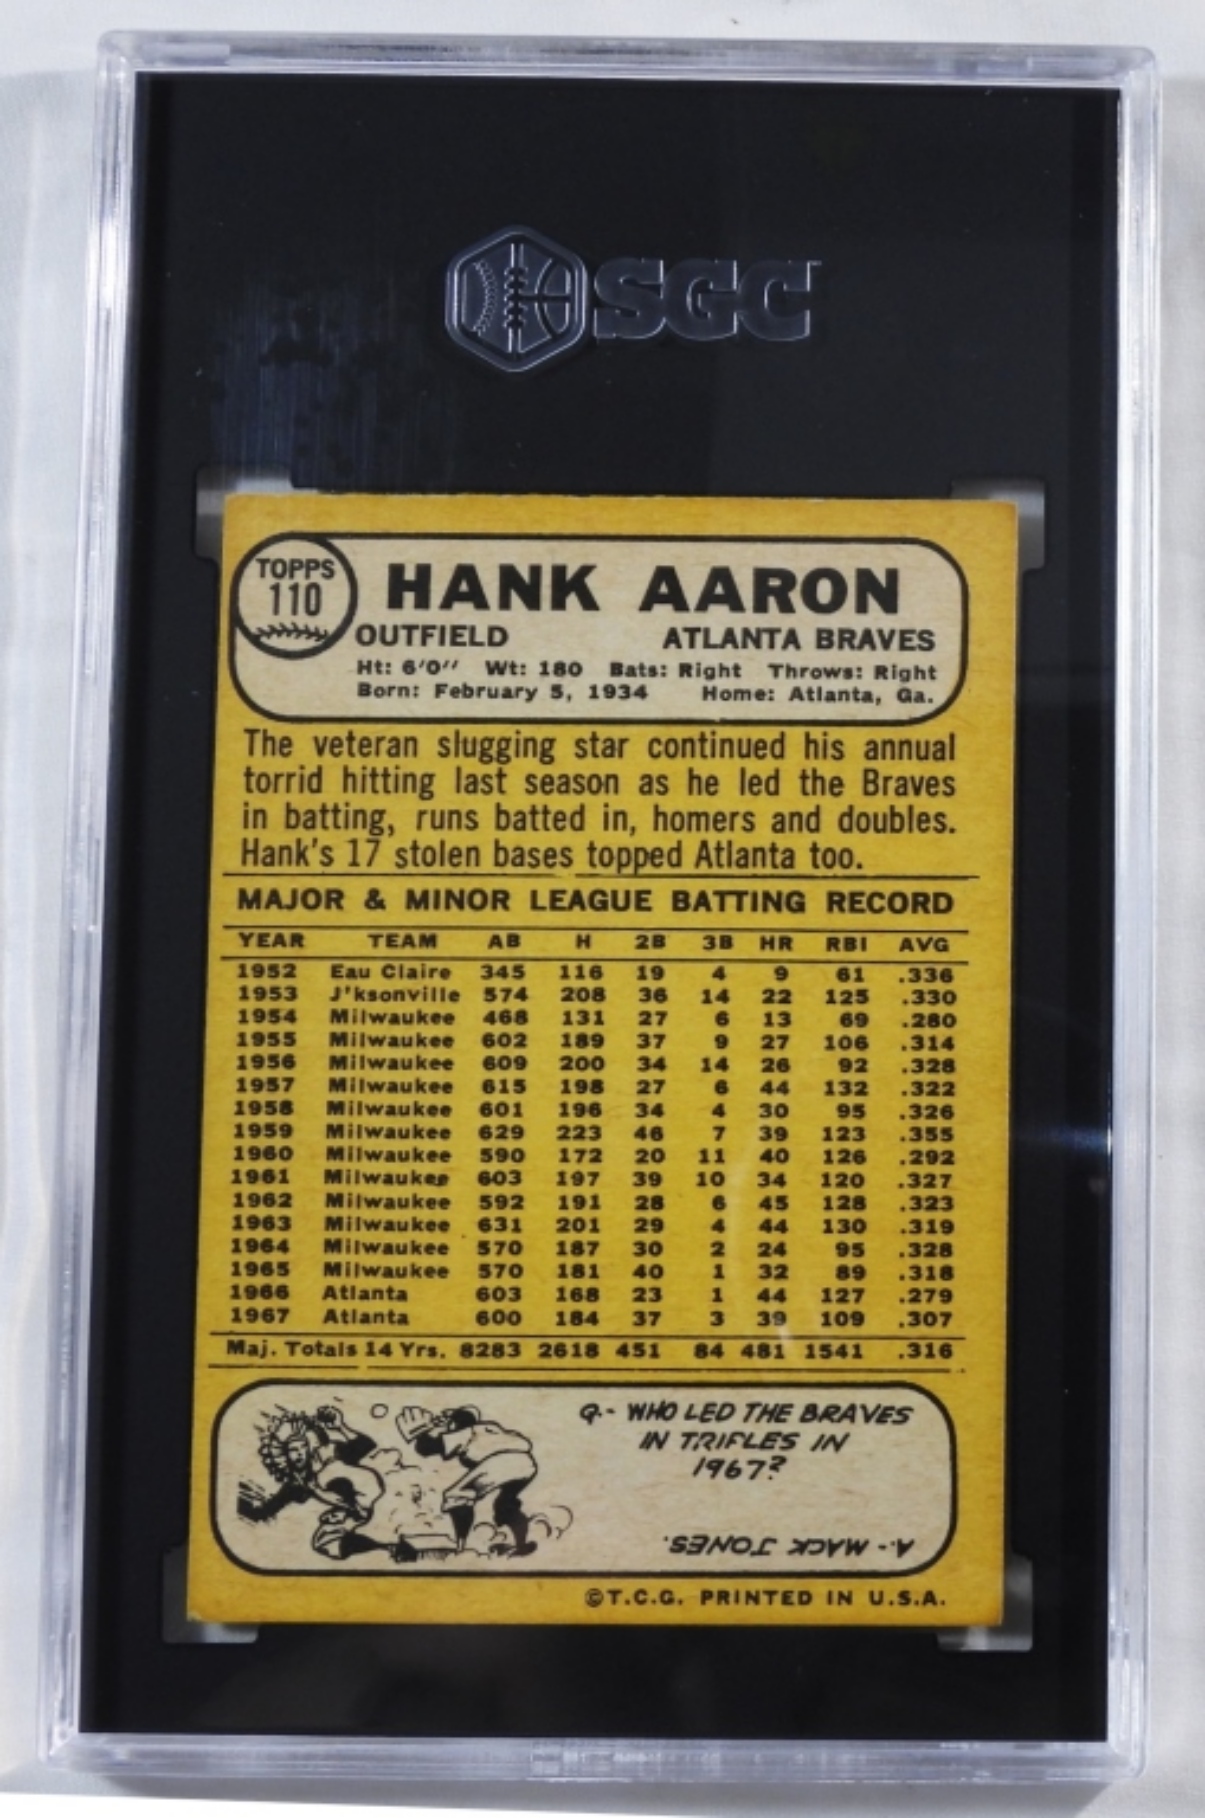 SGC
TOPPS
110
HANK AARON
OUTFIELD ATLANTA BRAVES
Ht: 6'0" Wt: 180 Bats: Right Throws: Right
Born: February 5, 1934 Home: Atlanta, Ga.
The veteran slugging star continued his annual
torrid hitting last season as he led the Braves
in batting, runs batted in, homers and doubles.
Hank's 17 stolen bases topped Atlanta too.
MAJOR & MINOR LEAGUE BATTING RECORD
YEAR TEAM AB H 2B 3B HR RBI AVG
1952 Eau Claire 345 116 19 4 9 61 .336
1953 J'ksonville 574 208 36 14 22 125 .330
1954 Milwaukee 468 131 27 6 13 69 .280
1955 Milwaukee 602 189 37 9 27 106 .314
1956 Milwaukee 609 200 34 14 26 92 .328
1957 Milwaukee 615 198 27 6 44 132 .322
1958 Milwaukee 601 196 34 4 30 95 .326
1959 Milwaukee 629 223 46 7 39 123 .355
1960 Milwaukee 590 172 20 11 40 126 .292
1961 Milwaukee 603 197 39 10 34 120 .327
1962 Milwaukee 592 191 28 6 45 128 .323
1963 Milwaukee 631 201 29 4 44 130 .319
1964 Milwaukee 570 187 30 2 24 95 .328
1965 Milwaukee 570 181 40 1 32 89 .318
1966 Atlanta 603 168 23 1 44 127 .279
1967 Atlanta 600 184 37 3 39 109 .307
Maj. Totals 14 Yrs. 8283 2618 451 84 481 1541 .316
Q.- WHO LED THE BRAVES
IN TRIPLES IN
1967?
A.- MACK JONES.
©T.C.G. PRINTED IN U.S.A.